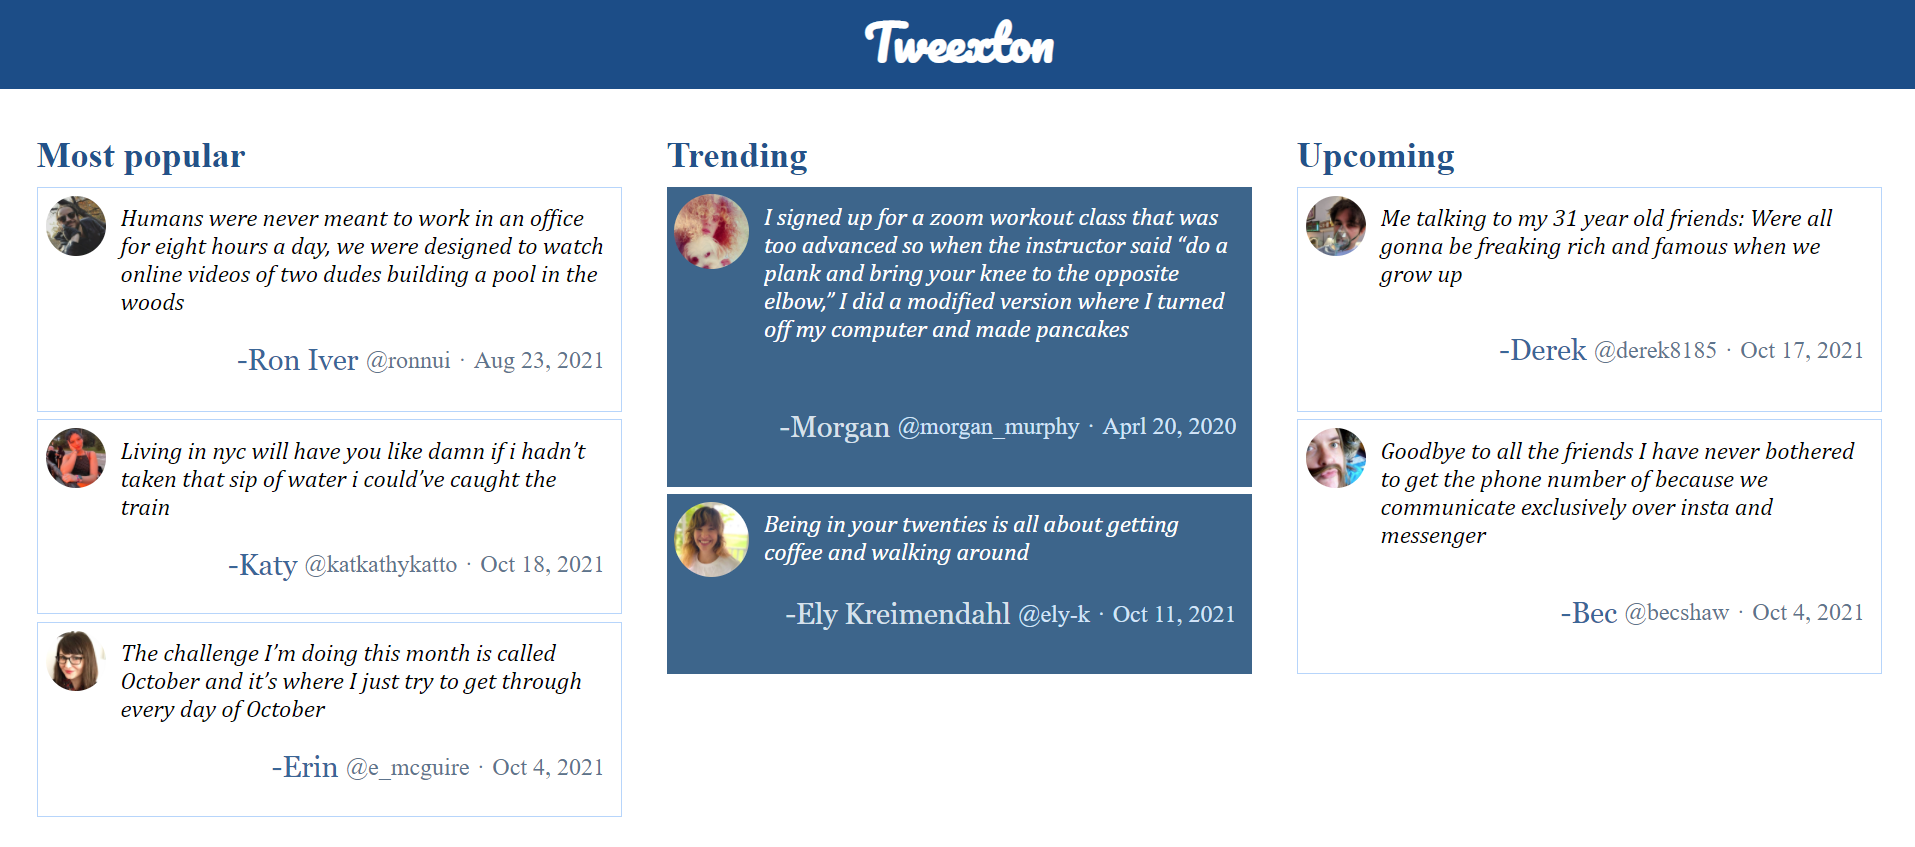 Tweexton
Most popular
Humans were never meant to work in an office
for eight hours a day, we were designed to watch
online videos of two dudes building a pool in the
woods
-Ron Iver @ronnui · Aug 23, 2021
Living in nyc will have you like damn if i hadn’t
taken that sip of water i could’ve caught the
train
-Katy @katkathykatto · Oct 18, 2021
The challenge I’m doing this month is called
October and it’s where I just try to get through
every day of October
-Erin @e_mcguire · Oct 4, 2021
Trending
I signed up for a zoom workout class that was
too advanced so when the instructor said “do a
plank and bring your knee to the opposite
elbow,” I did a modified version where I turned
off my computer and made pancakes
-Morgan @morgan_murphy · Aprl 20, 2020
Being in your twenties is all about getting
coffee and walking around
-Ely Kreimendahl @ely-k · Oct 11, 2021
Upcoming
Me talking to my 31 year old friends: Were all
gonna be freaking rich and famous when we
grow up
-Derek @derek8185 · Oct 17, 2021
Goodbye to all the friends I have never bothered
to get the phone number of because we
communicate exclusively over insta and
messenger
-Bec @becshaw · Oct 4, 2021